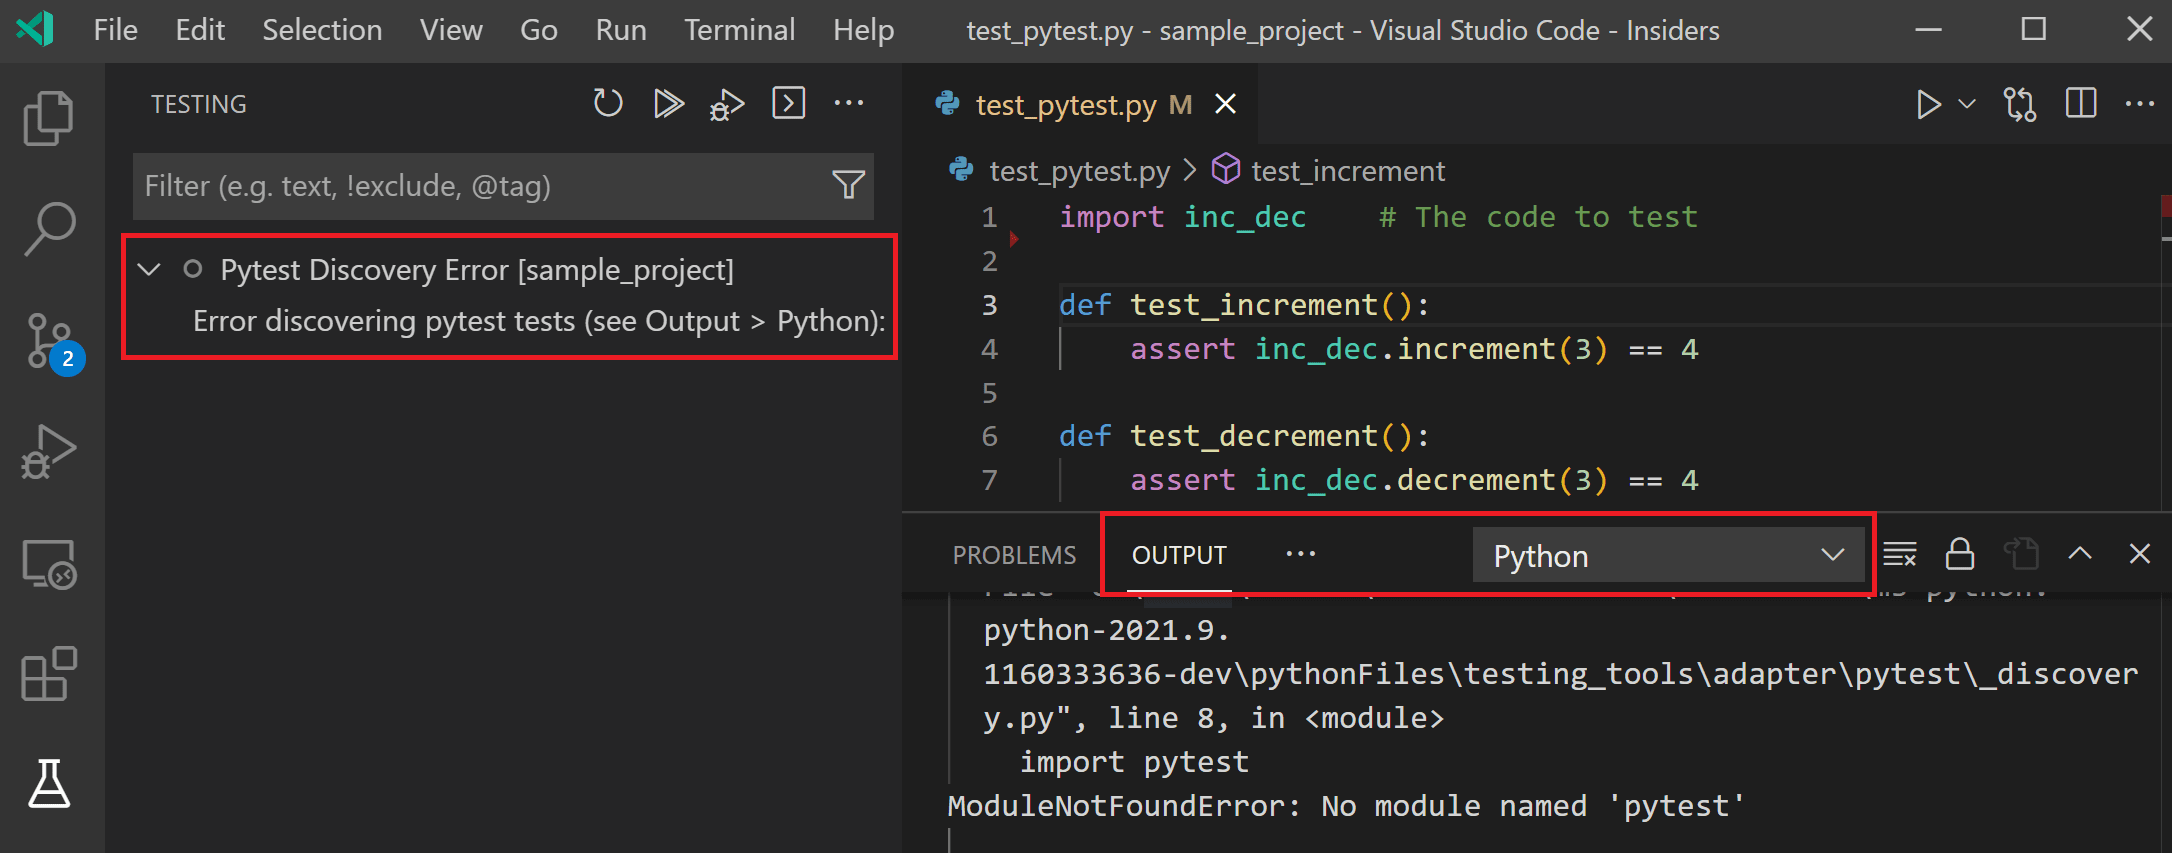 File Edit Selection View Go Run Terminal Help test_pytest.py - sample_project - Visual Studio Code - Insiders
TESTING
Filter (e.g. text, !exclude, @tag)
Pytest Discovery Error [sample_project]
Error discovering pytest tests (see Output > Python):
2
test_pytest.py M
test_pytest.py > test_increment
1 import inc_dec # The code to test
2
3 def test_increment():
4 assert inc_dec.increment(3) == 4
5
6 def test_decrement():
7 assert inc_dec.decrement(3) == 4
PROBLEMS OUTPUT ··· Python
python-2021.9.
1160333636-dev\pythonFiles\testing_tools\adapter\pytest\_discover
y.py", line 8, in <module>
import pytest
ModuleNotFoundError: No module named 'pytest'